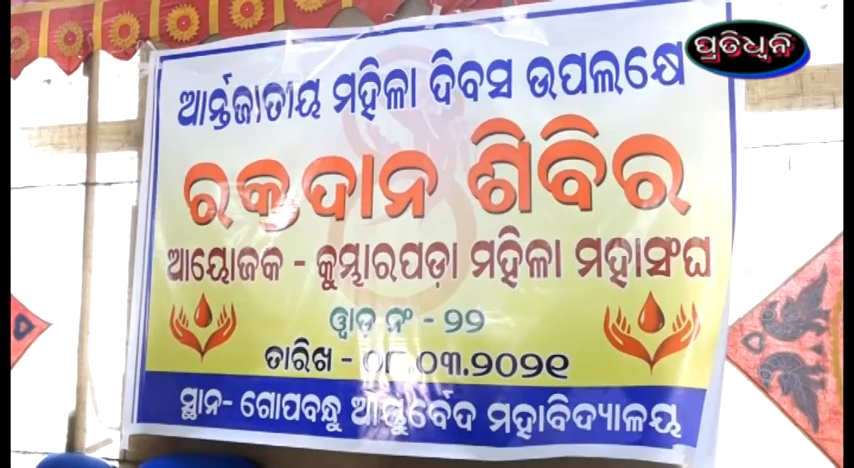 ପ୍ରତିଧ୍ୱନି
ଆର୍ନ୍ତଜାତୀୟ ମହିଳା ଦିବସ ଉପଲକ୍ଷେ
ରକ୍ତଦାନ ଶିବିର
ଆୟୋଜକ - କୁମ୍ଭାରପଡ଼ା ମହିଳା ମହାସଂଘ
ୱାଡ଼ ନଂ - ୨୨
ତାରିଖ - ୦୮.୦୩.୨୦୨୧
ସ୍ଥାନ- ଗୋପବନ୍ଧୁ ଆୟୁର୍ବେଦ ମହାବିଦ୍ୟାଳୟ